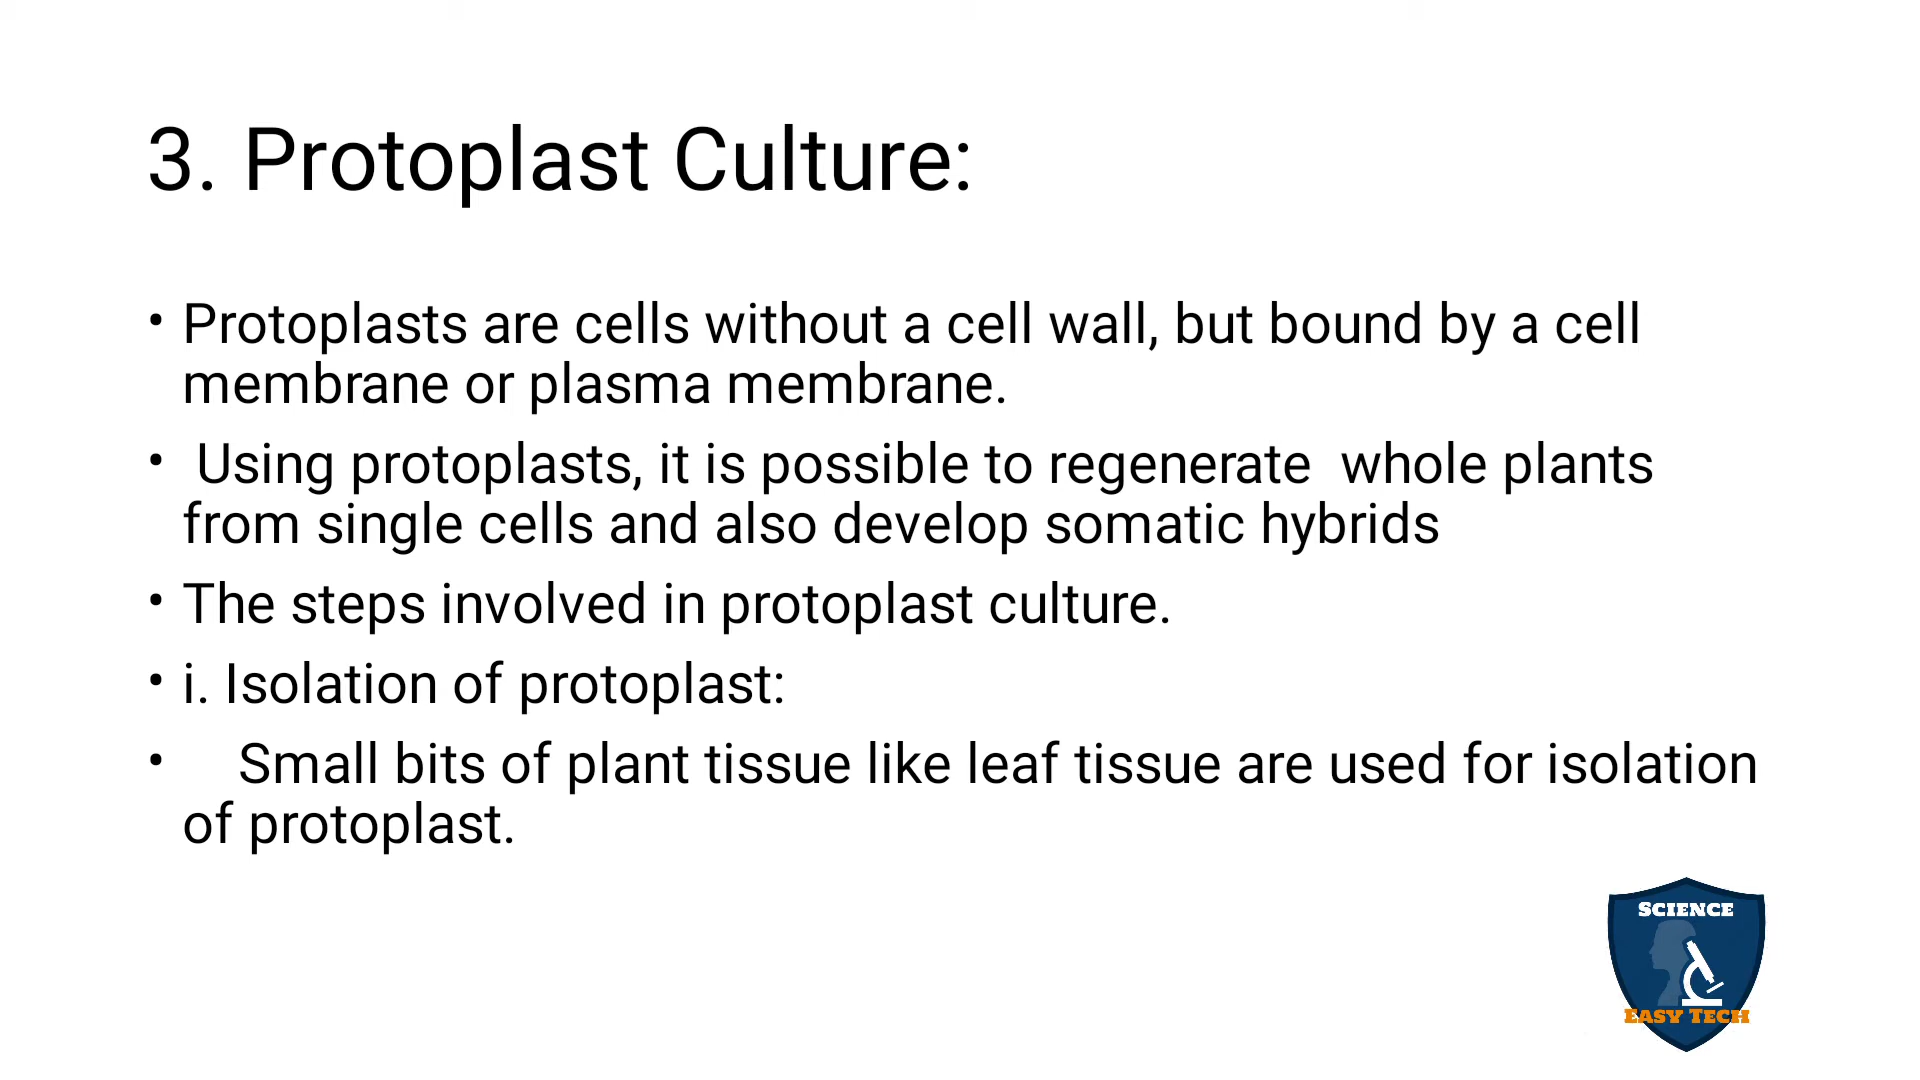 3. Protoplast Culture:
• Protoplasts are cells without a cell wall, but bound by a cell
membrane or plasma membrane.
• Using protoplasts, it is possible to regenerate  whole plants
from single cells and also develop somatic hybrids
• The steps involved in protoplast culture.
• i. Isolation of protoplast:
• Small bits of plant tissue like leaf tissue are used for isolation
of protoplast.
SCIENCE
EASY TECH